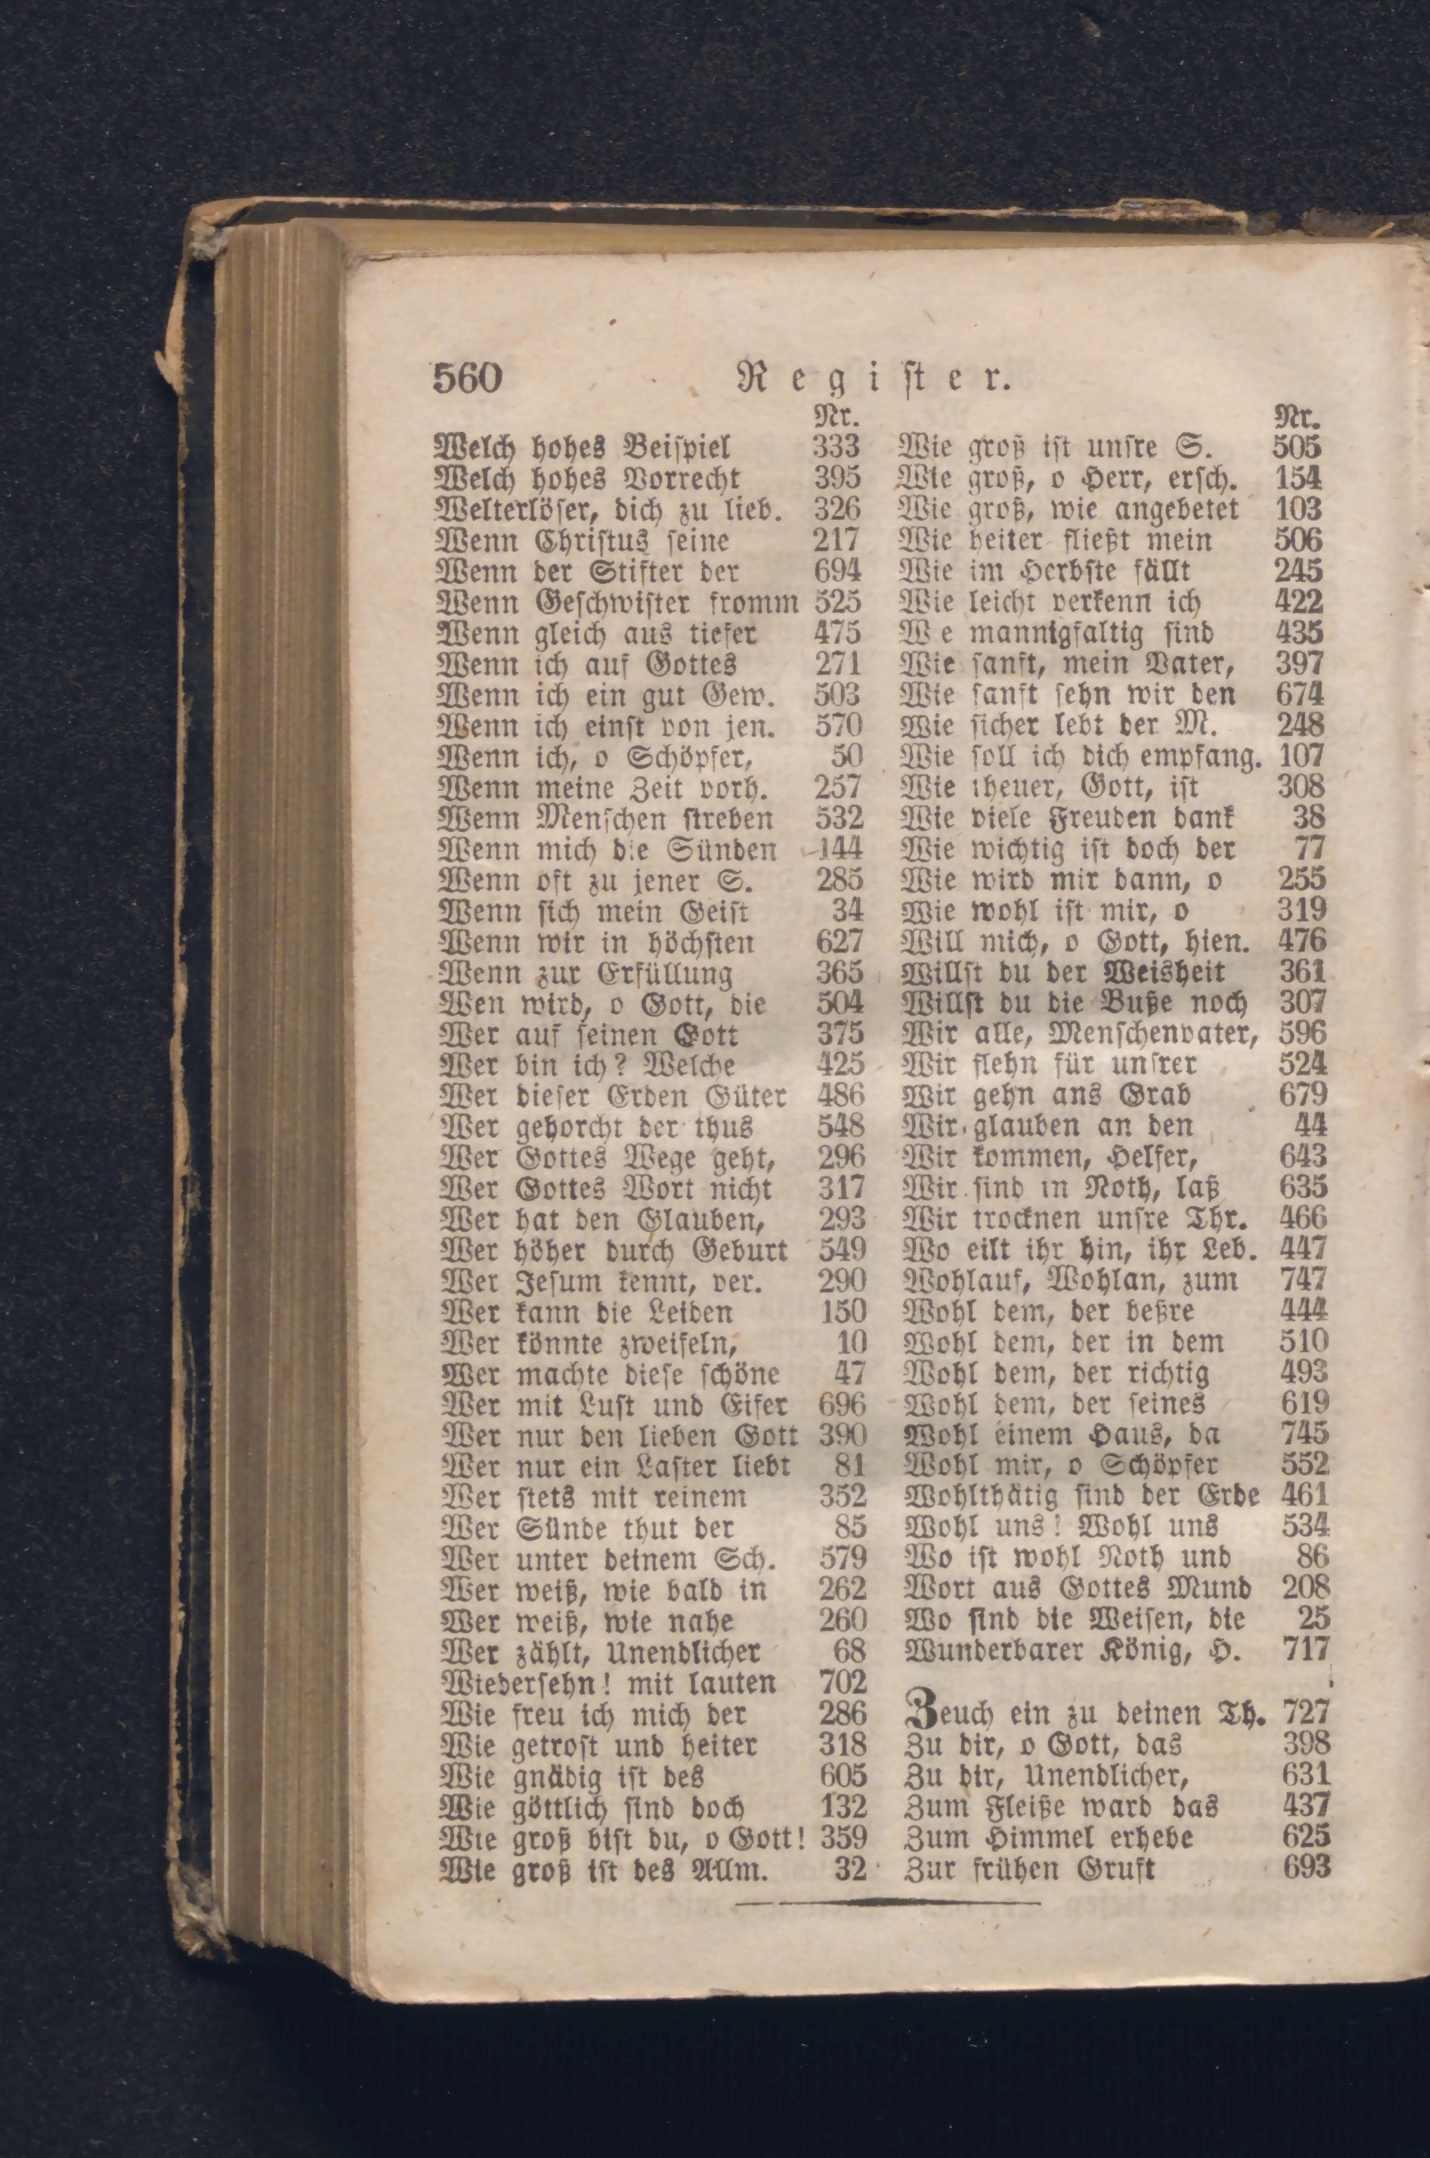 560 Register.
Nr.
Welch hohes Beispiel 333
Welch hohes Vorrecht 395
Welterlöser, dich zu lieb. 326
Wenn Christus seine 217
Wenn der Stifter der 694
Wenn Geschwister fromm 525
Wenn gleich aus tiefer 475
Wenn ich auf Gottes 271
Wenn ich ein gut Gew. 503
Wenn ich einst von jen. 570
Wenn ich, o Schöpfer, 50
Wenn meine Zeit vorh. 257
Wenn Menschen streben 532
Wenn mich die Sünden 144
Wenn oft zu jener S. 285
Wenn sich mein Geist 34
Wenn wir in höchsten 627
Wenn zur Erfüllung 365
Wen wird, o Gott, die 504
Wer auf seinen Gott 375
Wer bin ich? Welche 425
Wer dieser Erden Güter 486
Wer gehorcht der thus 548
Wer Gottes Wege geht, 296
Wer Gottes Wort nicht 317
Wer hat den Glauben, 293
Wer höher durch Geburt 549
Wer Jesum kennt, ver. 290
Wer kann die Leiden 150
Wer könnte zweifeln, 10
Wer machte diese schöne 47
Wer mit Lust und Eifer 696
Wer nur den lieben Gott 390
Wer nur ein Laster liebt 81
Wer stets mit reinem 352
Wer Sünde thut der 85
Wer unter deinem Sch. 579
Wer weiß, wie bald in 262
Wer weiß, wie nahe 260
Wer zählt, Unendlicher 68
Wiedersehn! mit lauten 702
Wie freu ich mich der 286
Wie getrost und heiter 318
Wie gnädig ist des 605
Wie göttlich sind doch 132
Wie groß bist du, o Gott! 359
Wie groß ist des Allm. 32
Nr.
Wie groß ist unsre S. 505
Wie groß, o Herr, ersch. 154
Wie groß, wie angebetet 103
Wie heiter fließt mein 506
Wie im Herbste fällt 245
Wie leicht verkenn ich 422
W e mannigfaltig sind 435
Wie sanft, mein Vater, 397
Wie sanft sehn wir den 674
Wie sicher lebt der M. 248
Wie soll ich dich empfang. 107
Wie theuer, Gott, ist 308
Wie viele Freuden dank 38
Wie wichtig ist doch der 77
Wie wird mir dann, o 255
Wie wohl ist mir, o 319
Will mich, o Gott, hien. 476
Willst du der Weisheit 361
Willst du die Buße noch 307
Wir alle, Menschenvater, 596
Wir flehn für unsrer 524
Wir gehn ans Grab 679
Wir glauben an den 44
Wir kommen, Helfer, 643
Wir sind in Noth, laß 635
Wir trocknen unsre Thr. 466
Wo eilt ihr hin, ihr Leb. 447
Wohlauf, Wohlan, zum 747
Wohl dem, der beßre 444
Wohl dem, der in dem 510
Wohl dem, der richtig 493
Wohl dem, der seines 619
Wohl einem Haus, da 745
Wohl mir, o Schöpfer 552
Wohlthätig sind der Erde 461
Wohl uns! Wohl uns 534
Wo ist wohl Noth und 86
Wort aus Gottes Mund 208
Wo sind die Weisen, die 25
Wunderbarer König, H. 717
Zeuch ein zu deinen Th. 727
Zu dir, o Gott, das 398
Zu dir, Unendlicher, 631
Zum Fleiße ward das 437
Zum Himmel erhebe 625
Zur frühen Gruft 693